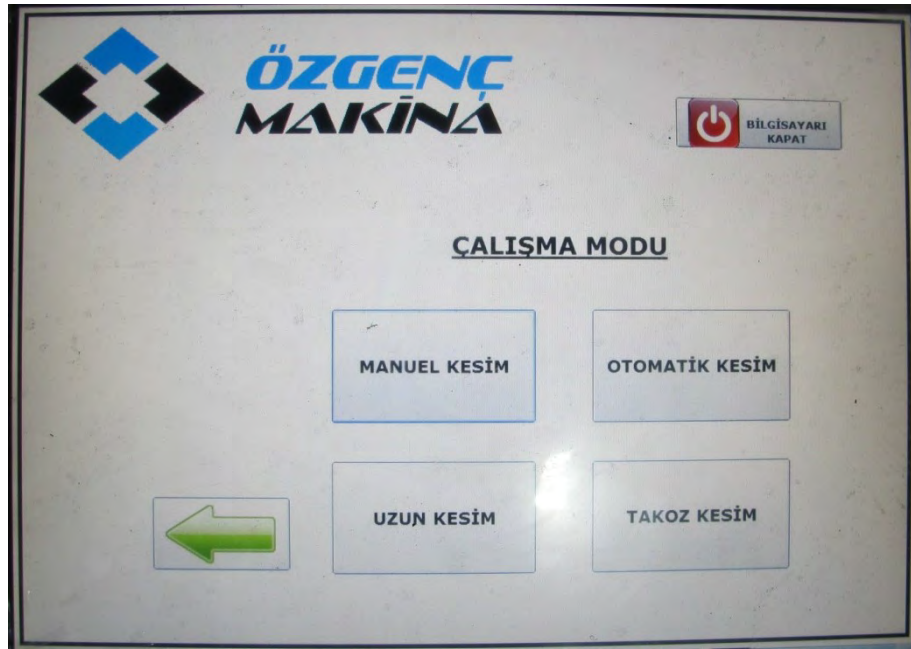 ÖZGENÇ
MAKİNA
BİLGİSAYARI
KAPAT
ÇALIŞMA MODU
MANUEL KESİM
OTOMATİK KESİM
UZUN KESİM
TAKOZ KESİM